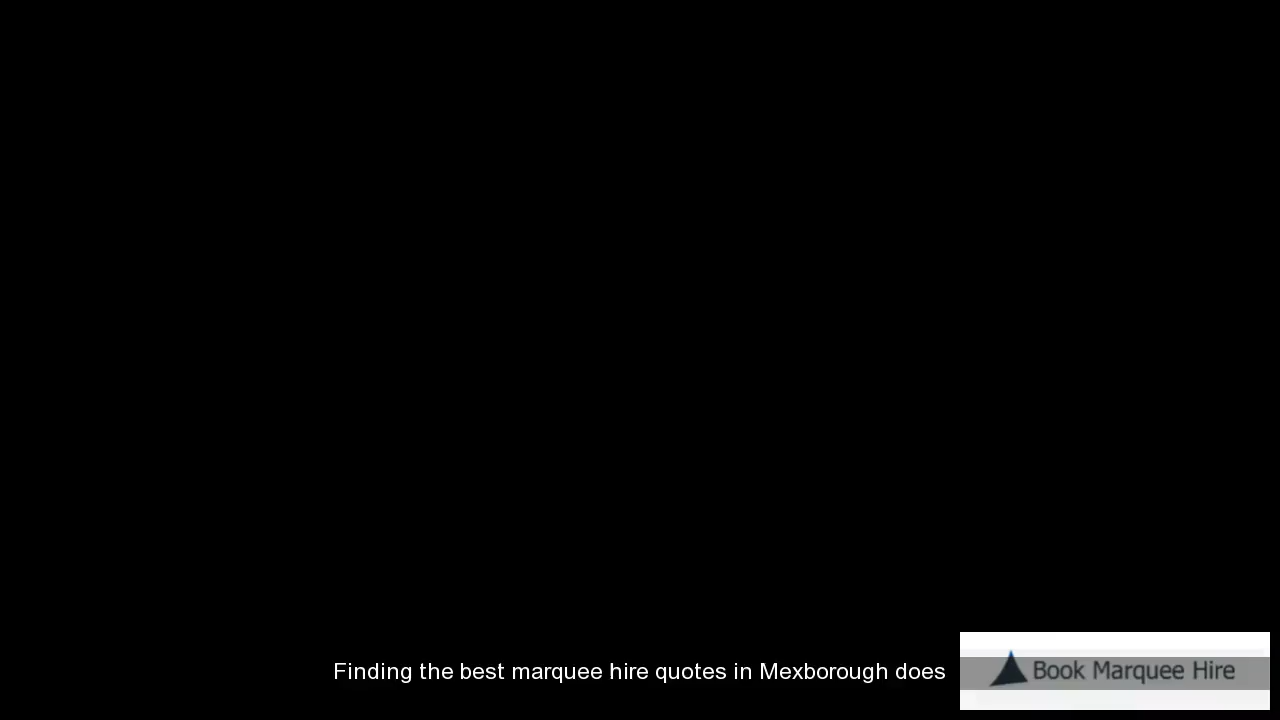 Finding the best marquee hire quotes in Mexborough does
Book Marquee Hire